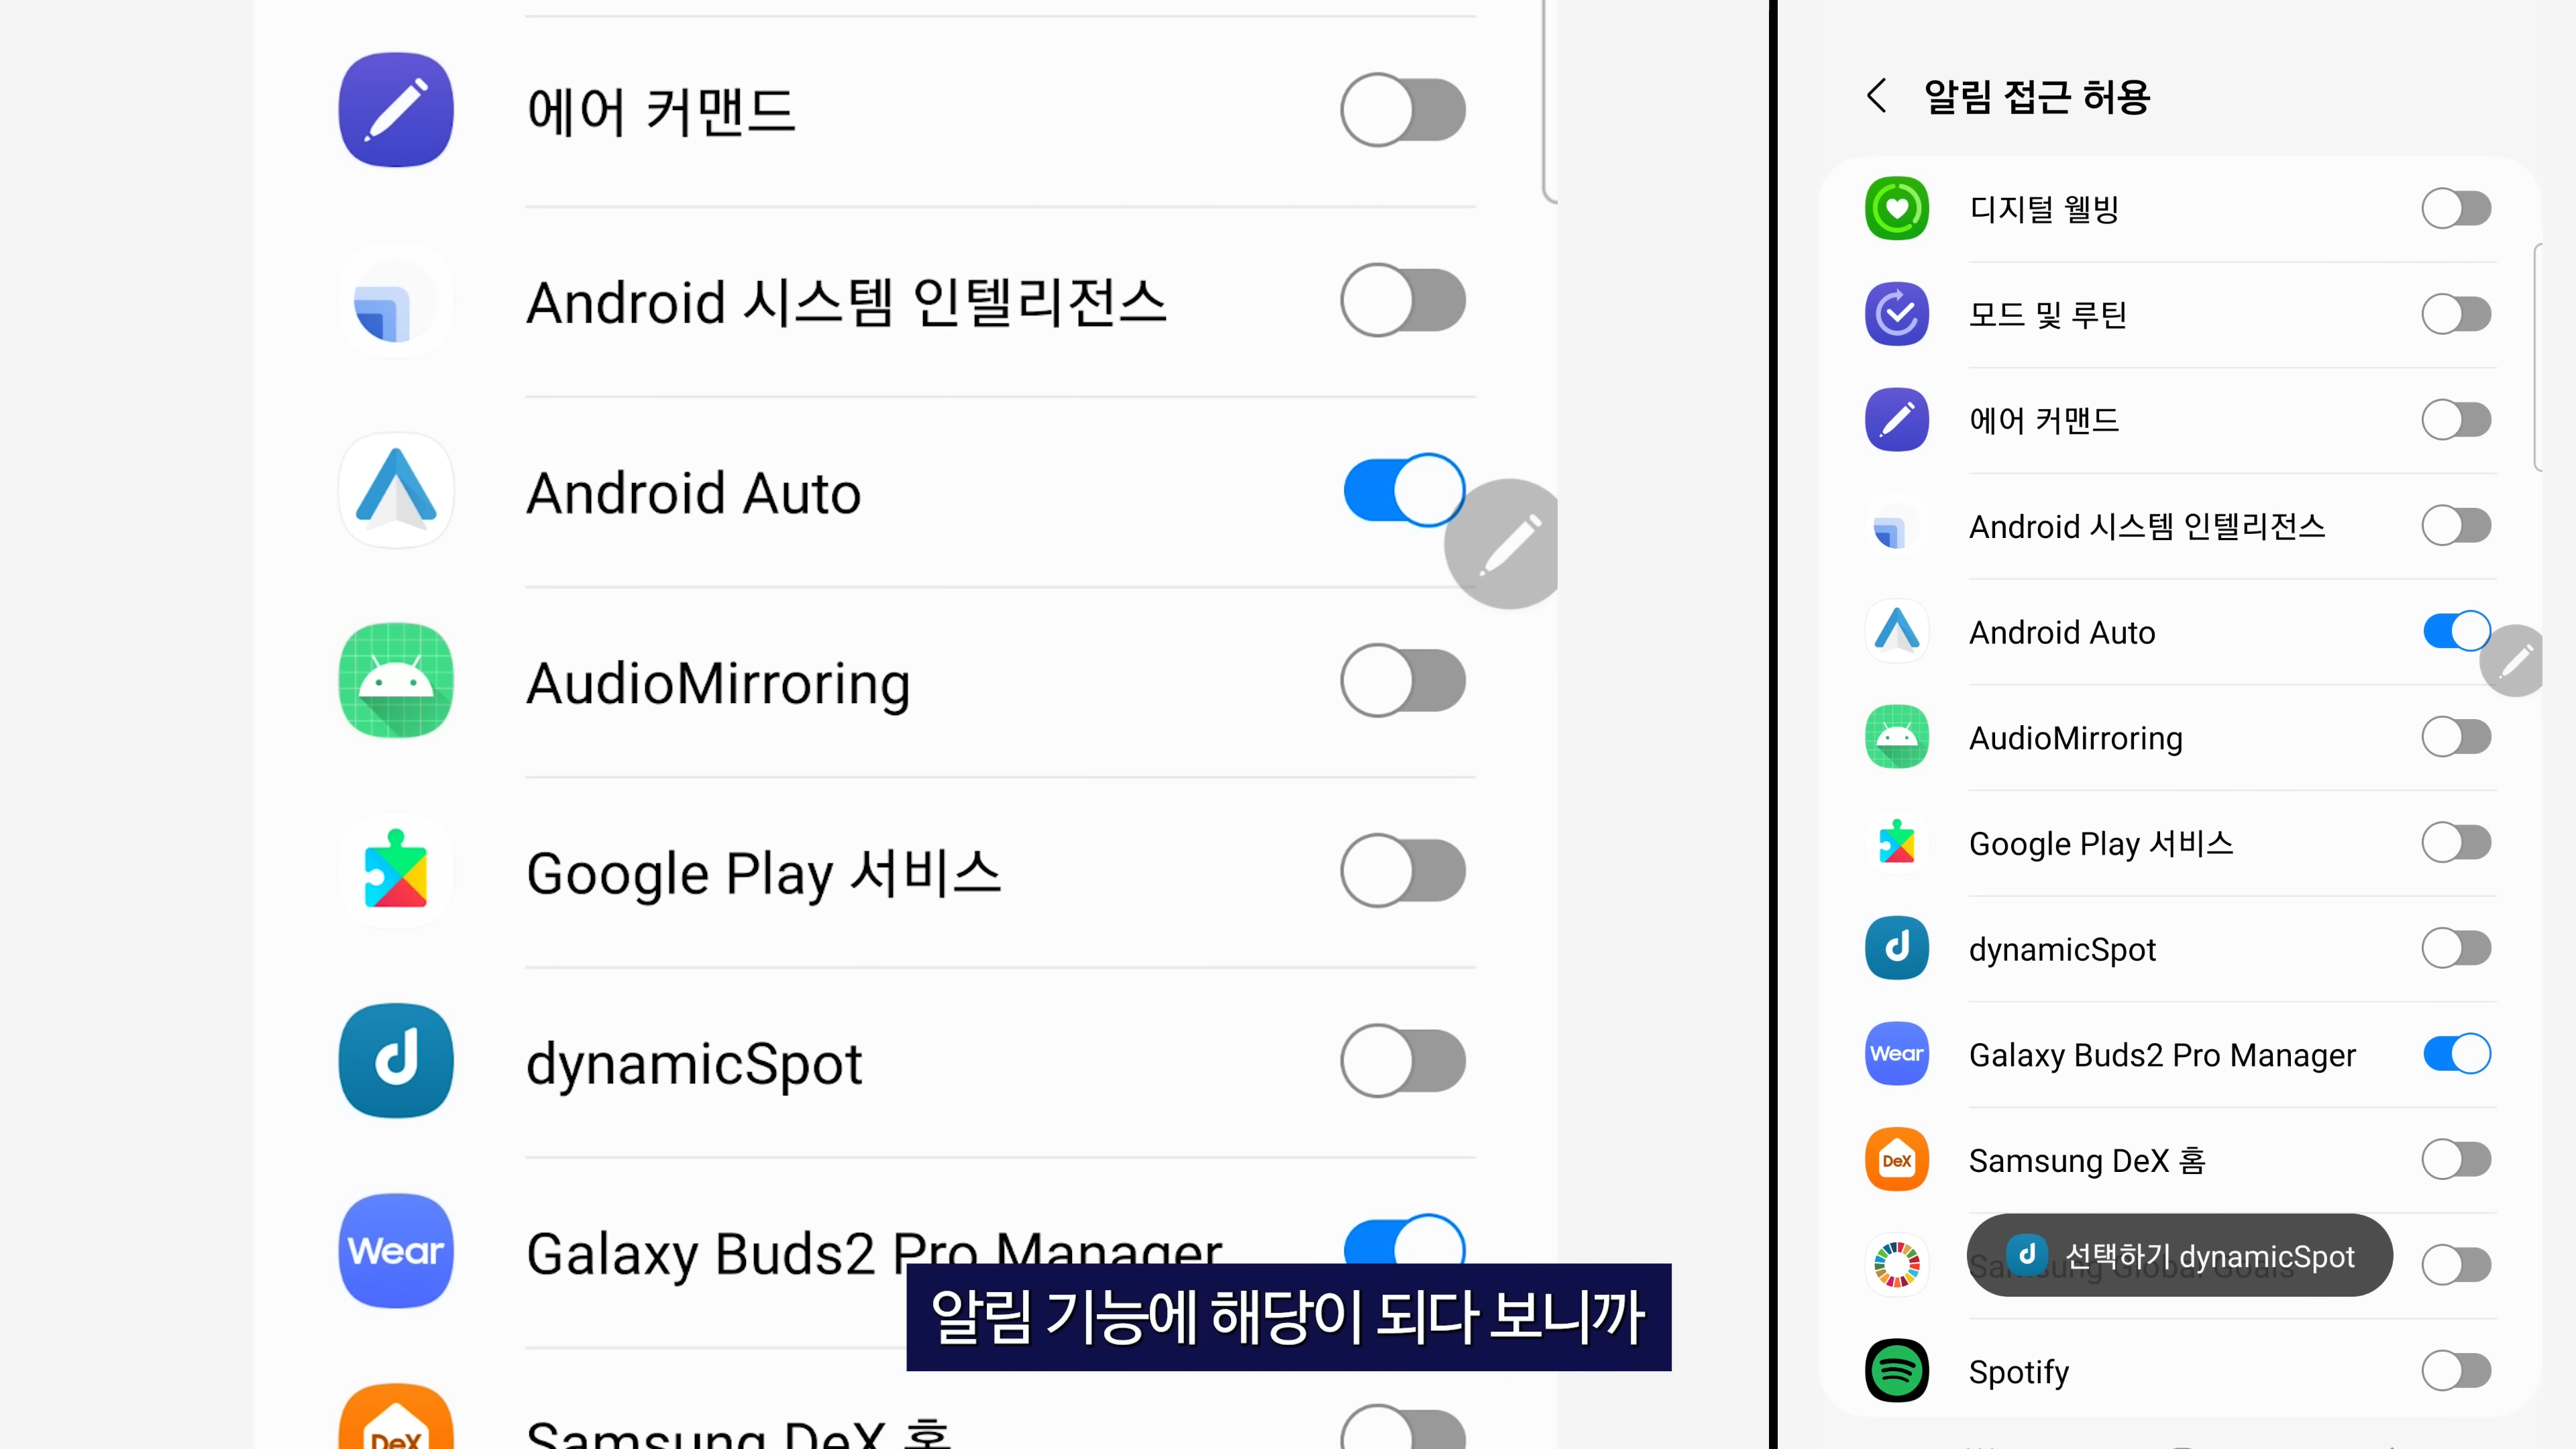 에어 커맨드
Android 시스템 인텔리전스
Android Auto
AudioMirroring
Google Play 서비스
dynamicSpot
Wear
Galaxy Buds2 Pro Manager
DeX
Samsung DeX 홈
알림 기능에 해당이 되다 보니까
알림 접근 허용
디지털 웰빙
모드 및 루틴
에어 커맨드
Android 시스템 인텔리전스
Android Auto
AudioMirroring
Google Play 서비스
dynamicSpot
Wear
Galaxy Buds2 Pro Manager
DeX
Samsung DeX 홈
Samsung Global Goals
선택하기 dynamicSpot
Spotify